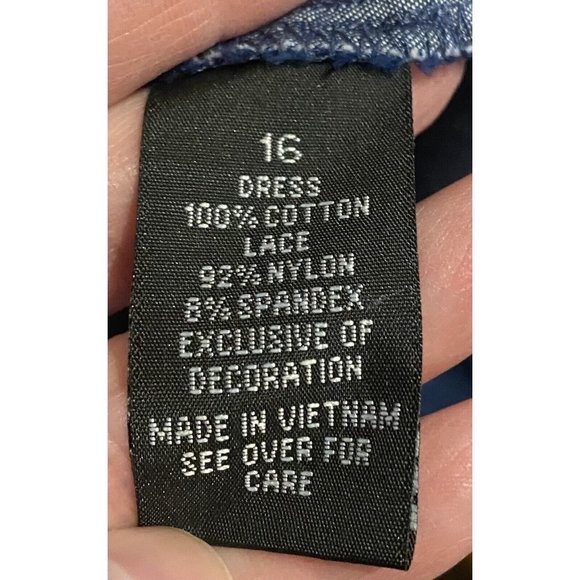 16
DRESS
100% COTTON
LACE
92% NYLON
8% SPANDEX
EXCLUSIVE OF
DECORATION
MADE IN VIETNAM
SEE OVER FOR
CARE